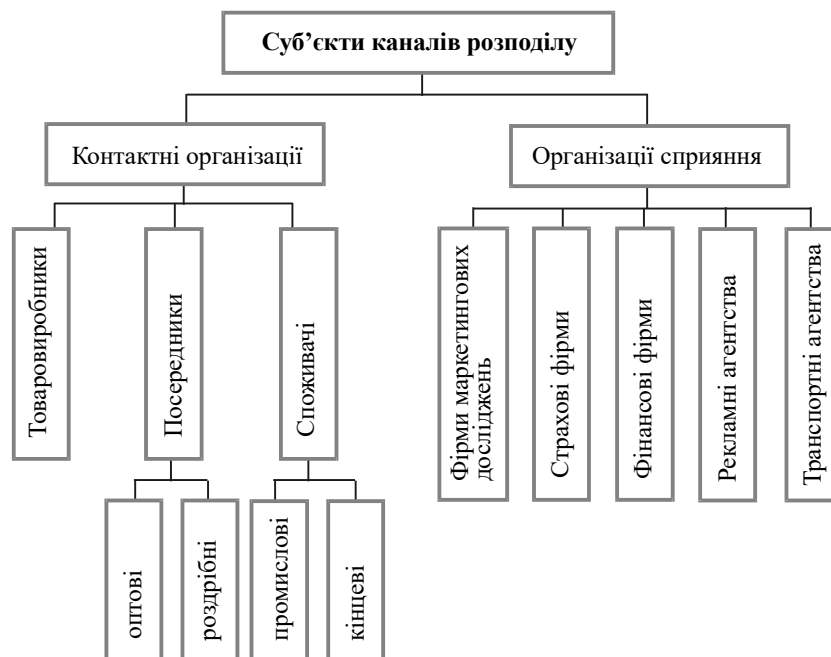 Суб’єкти каналів розподілу
Контактні організації
Організації сприяння
Товаровиробники
Посередники
Споживачі
Фірми маркетингових
досліджень
Страхові фірми
Фінансові фірми
Рекламні агентства
Транспортні агентства
оптові
роздрібні
промислові
кінцеві